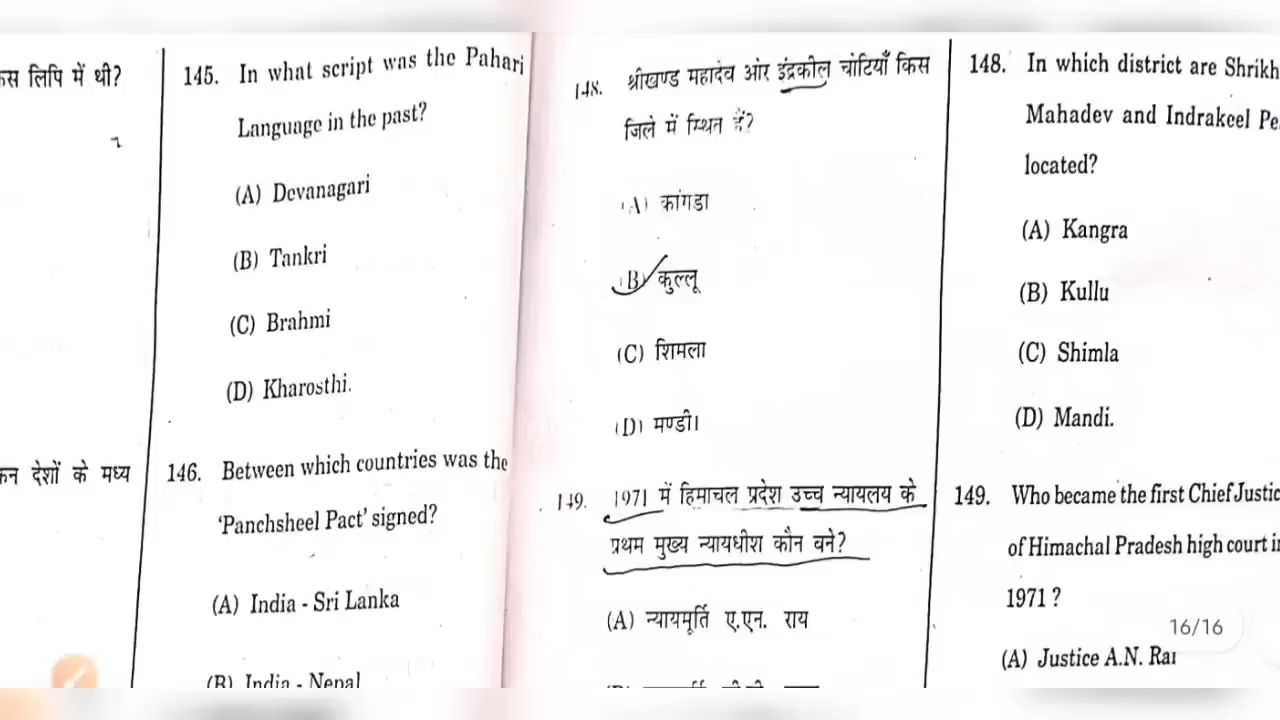 लिपि में थी?
145. In what script was the Pahari
Language in the past?
(A) Devanagari
(B) Tankri
(C) Brahmi
(D) Kharosthi.
देशों के मध्य
146. Between which countries was the
'Panchsheel Pact' signed?
(A) India - Sri Lanka
(B) India - Nepal
148. श्रीखण्ड महादेव ओर इंद्रकील चोटियाँ किस
जिले में स्थित हैं?
(A) कांगडा
(B) कुल्लू
(C) शिमला
(D) मण्डी।
149. 1971 में हिमाचल प्रदेश उच्च न्यायलय के
प्रथम मुख्य न्यायधीश कौन बने?
(A) न्यायमूर्ति ए.एन. राय
148. In which district are Shrikh
Mahadev and Indrakeel Pe
located?
(A) Kangra
(B) Kullu
(C) Shimla
(D) Mandi.
149. Who became the first Chief Justic
of Himachal Pradesh high court in
1971 ?
(A) Justice A.N. Rai
16/16